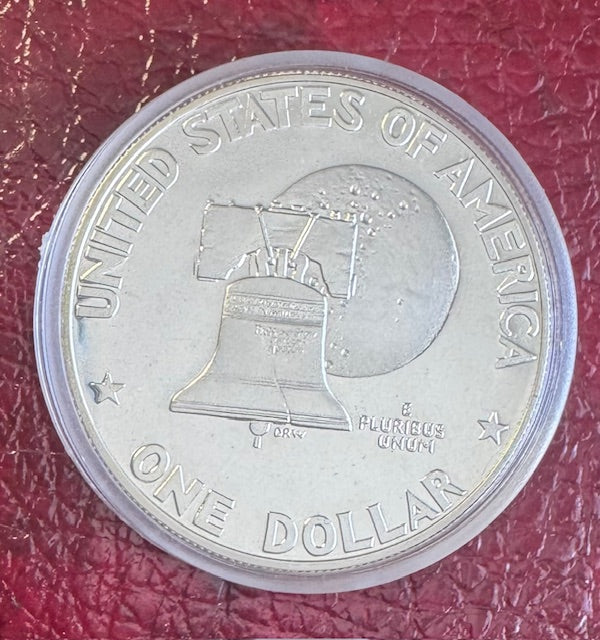 UNITED STATES OF AMERICA
DRW
E
PLURIBUS
UNUM
ONE DOLLAR